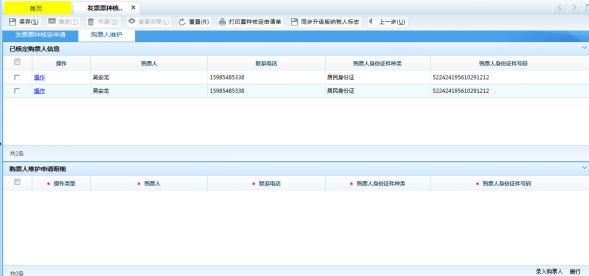 首页 发票票种核.. ×
保存(S) 推送(T) 作废(G) 查看流程(L) 重置(R) 打印票种核定申请单 同步升级版纳税人标志 上一步(U)
发票票种核定申请 购票人维护
已核定购票人信息
操作 购票人 联系电话 购票人身份证件种类 购票人身份证件号码
操作 吴安龙 15985485338 居民身份证 522424195610291212
操作 吴安龙 15985485338 居民身份证 522424195610291212
共2条
购票人维护申请明细
* 操作类型 * 购票人 * 联系电话 * 购票人身份证件种类 * 购票人身份证件号码
共0条 录入购票人 删行